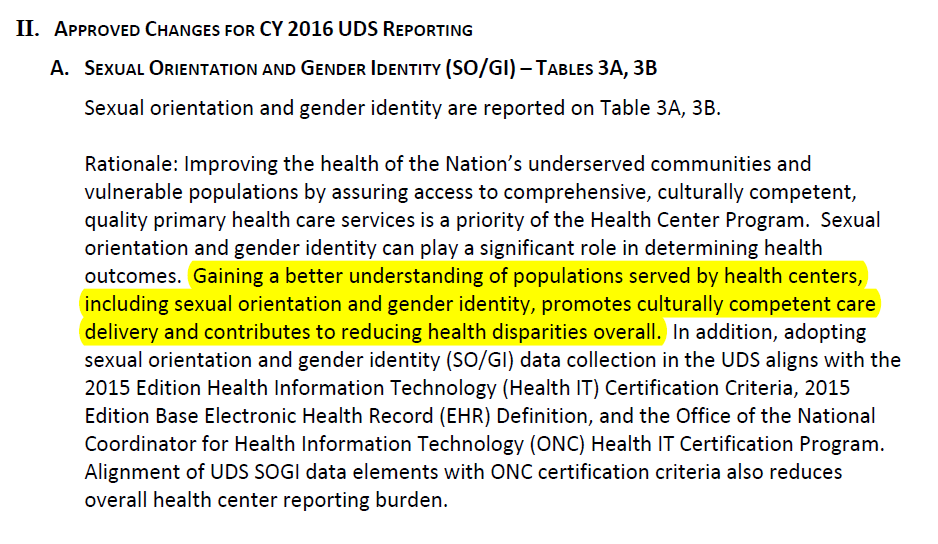 II. APPROVED CHANGES FOR CY 2016 UDS REPORTING
A. SEXUAL ORIENTATION AND GENDER IDENTITY (SO/GI) – TABLES 3A, 3B
Sexual orientation and gender identity are reported on Table 3A, 3B.
Rationale: Improving the health of the Nation’s underserved communities and
vulnerable populations by assuring access to comprehensive, culturally competent,
quality primary health care services is a priority of the Health Center Program.  Sexual
orientation and gender identity can play a significant role in determining health
outcomes.  Gaining a better understanding of populations served by health centers,
including sexual orientation and gender identity, promotes culturally competent care
delivery and contributes to reducing health disparities overall.  In addition, adopting
sexual orientation and gender identity (SO/GI) data collection in the UDS aligns with the
2015 Edition Health Information Technology (Health IT) Certification Criteria, 2015
Edition Base Electronic Health Record (EHR) Definition, and the Office of the National
Coordinator for Health Information Technology (ONC) Health IT Certification Program.
Alignment of UDS SOGI data elements with ONC certification criteria also reduces
overall health center reporting burden.